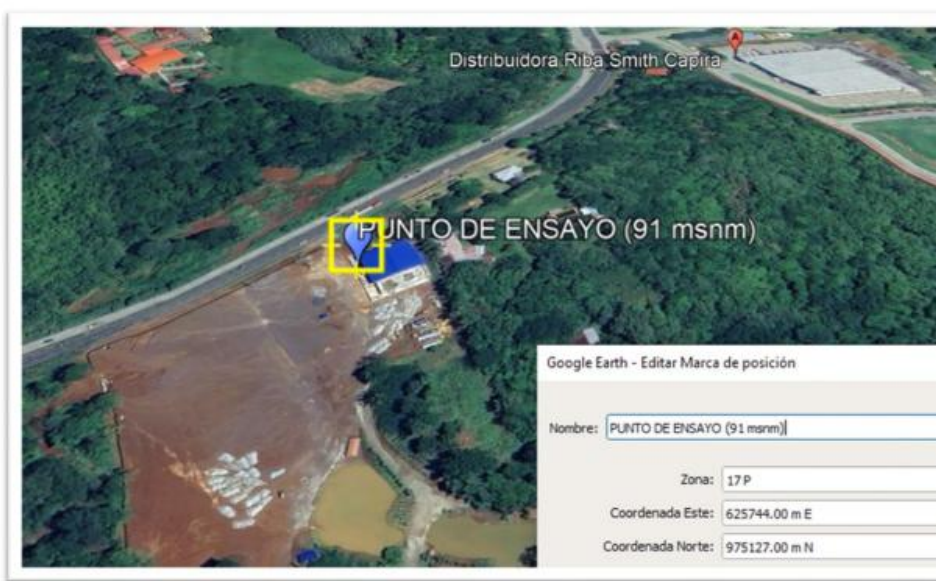 Distribuidora Riba Smith Capira
A
PUNTO DE ENSAYO (91 msnm)
Google Earth - Editar Marca de posición
Nombre: PUNTO DE ENSAYO (91 msnm)
Zona: 17 P
Coordenada Este: 625744.00 m E
Coordenada Norte: 975127.00 m N